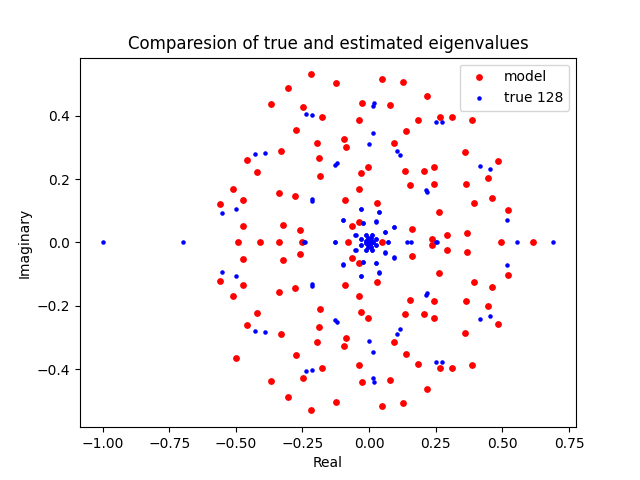 Comparesion of true and estimated eigenvalues
model
true 128
0.4
0.2
0.0
−0.2
−0.4
Imaginary
−1.00 −0.75 −0.50 −0.25 0.00 0.25 0.50 0.75
Real